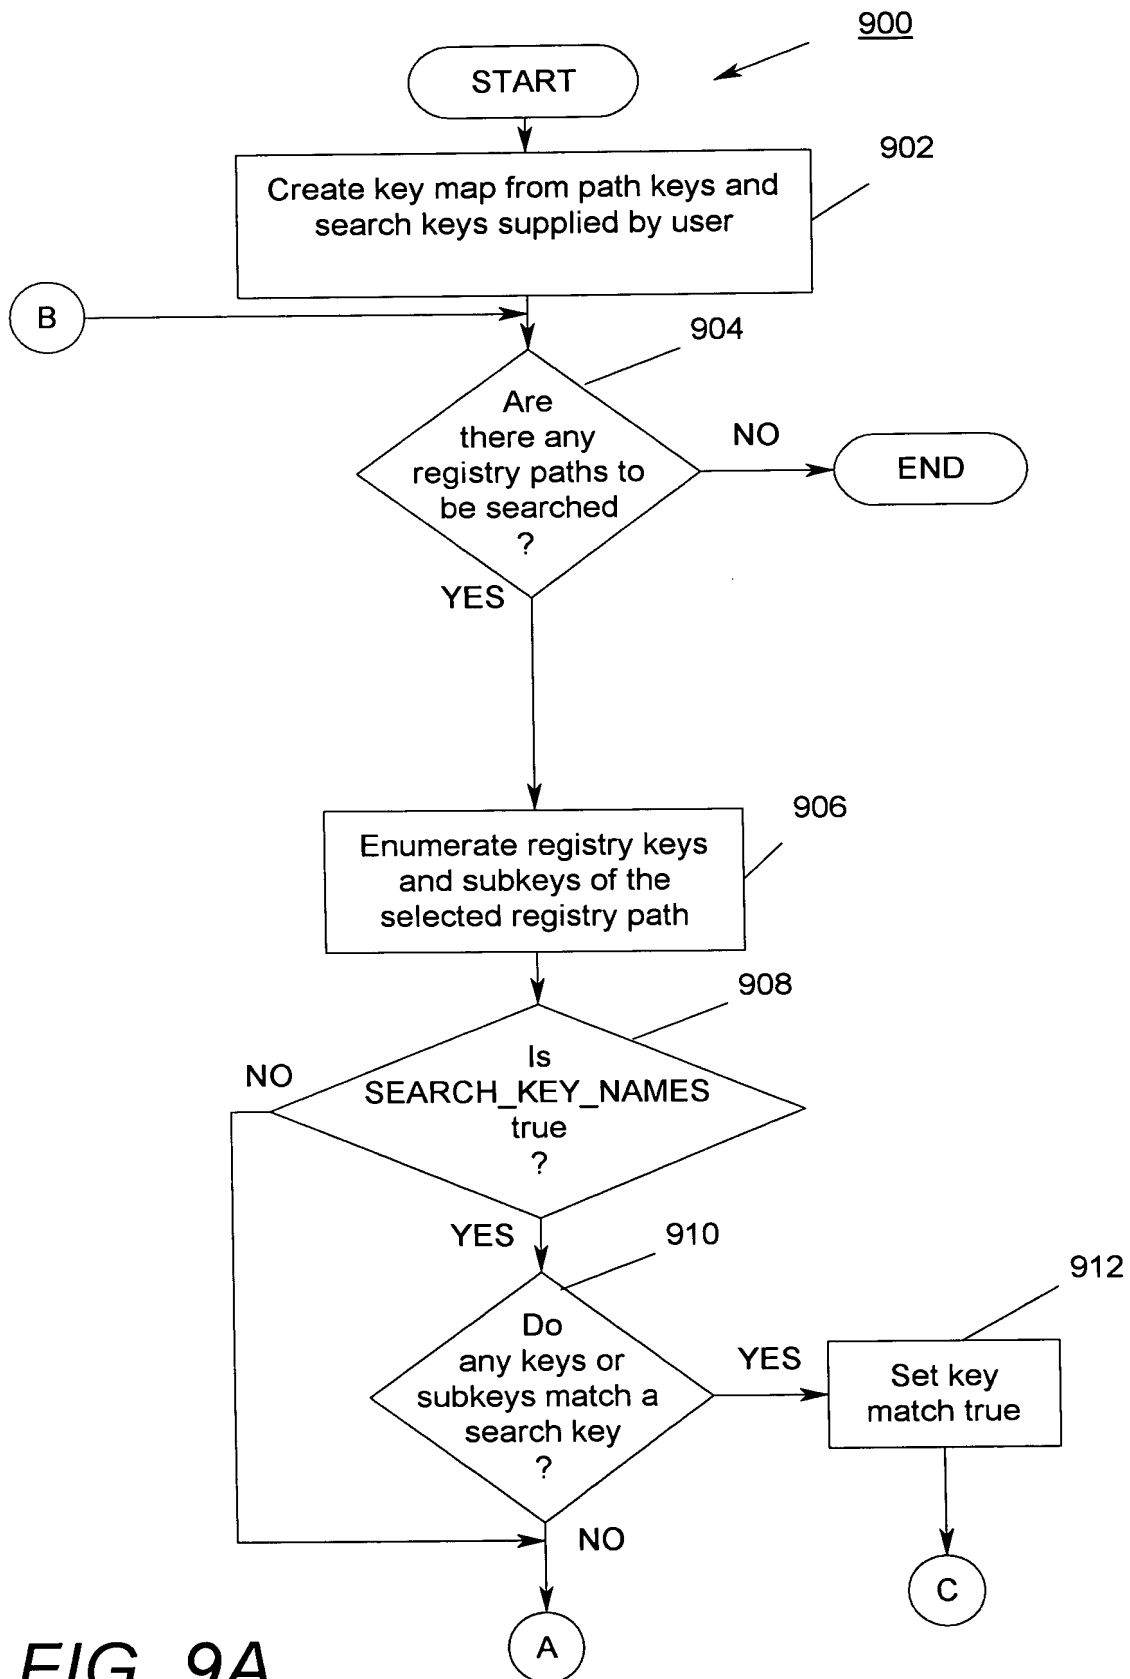 900
START
902
Create key map from path keys and
search keys supplied by user
B
904
Are
there any
registry paths to
be searched
?
NO
END
YES
906
Enumerate registry keys
and subkeys of the
selected registry path
908
NO
Is
SEARCH_KEY_NAMES
true
?
YES
910
912
Do
any keys or
subkeys match a
search key
?
YES
Set key
match true
NO
C
A
FIG. 9A